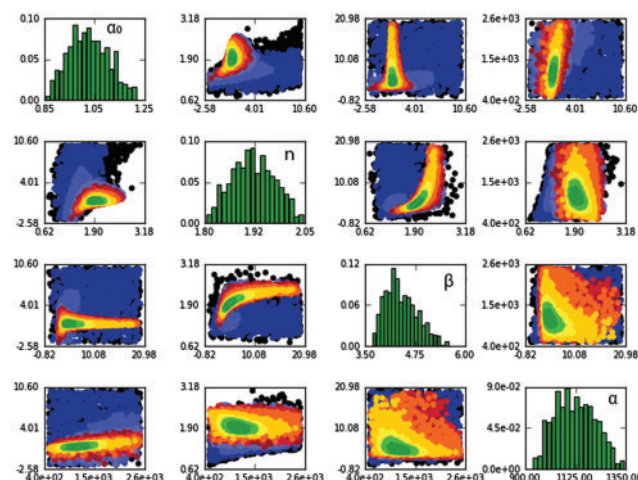 0.10 α₀ 3.18 20.98 2.6e+03
0.05 1.90 10.08 1.5e+03
0.00 0.62 -0.82 4.0e+02
0.85 1.05 1.25 -2.58 4.01 10.60 -2.58 4.01 10.60 -2.58 4.01 10.60
10.60 0.10 n 20.98 2.6e+03
4.01 0.05 10.08 1.5e+03
-2.58 0.00 -0.82 4.0e+02
0.62 1.90 3.18 1.80 1.92 2.05 0.62 1.90 3.18 0.62 1.90 3.18
10.60 3.18 0.12 β 2.6e+03
4.01 1.90 0.06 1.5e+03
-2.58 0.62 0.00 4.0e+02
-0.82 10.08 20.98 -0.82 10.08 20.98 3.50 4.75 6.00 -0.82 10.08 20.98
10.60 3.18 20.98 9.0e-02 α
4.01 1.90 10.08 4.5e-02
-2.58 0.62 -0.82 0.0e+00
4.0e+02 1.5e+03 2.6e+03 4.0e+02 1.5e+03 2.6e+03 4.0e+02 1.5e+03 2.6e+03 900.00 1125.00 1350.00